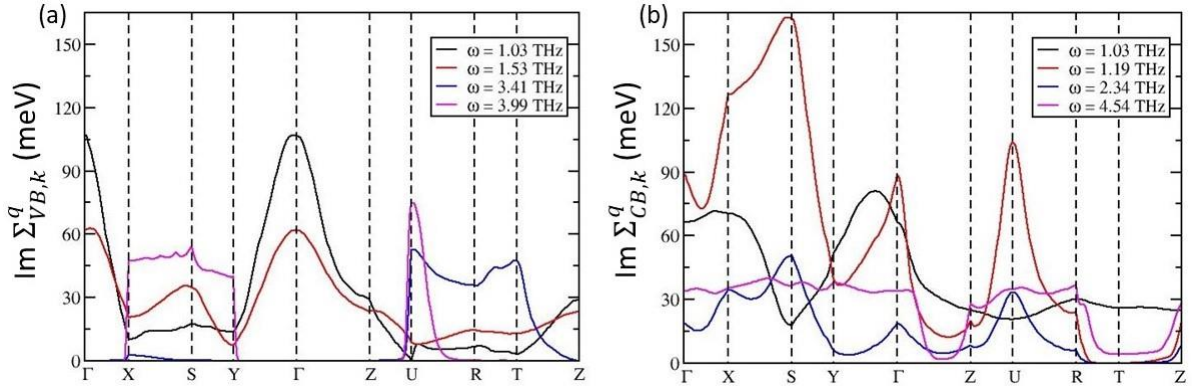 (a)
Im Σ^q_{VB,k} (meV)
150
120
90
60
30
0
ω = 1.03 THz
ω = 1.53 THz
ω = 3.41 THz
ω = 3.99 THz
Γ X S Y Γ Z U R T Z
(b)
Im Σ^q_{CB,k} (meV)
150
120
90
60
30
0
ω = 1.03 THz
ω = 1.19 THz
ω = 2.34 THz
ω = 4.54 THz
Γ X S Y Γ Z U R T Z